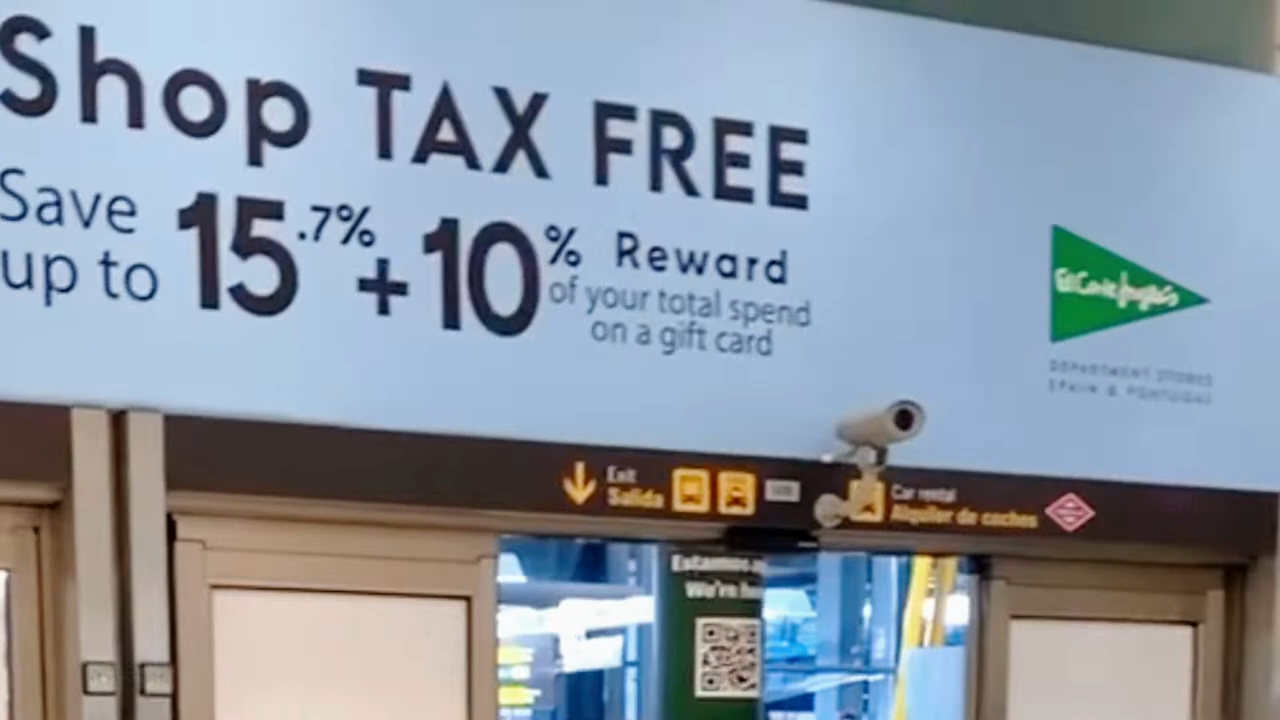 Shop TAX FREE
Save
up to 15.7% + 10% Reward
of your total spend
on a gift card
El Corte Inglés
DEPARTMENT STORES
SPAIN & PORTUGAL
Exit
Salida
Car rental
Alquiler de coches
Estamos
We're